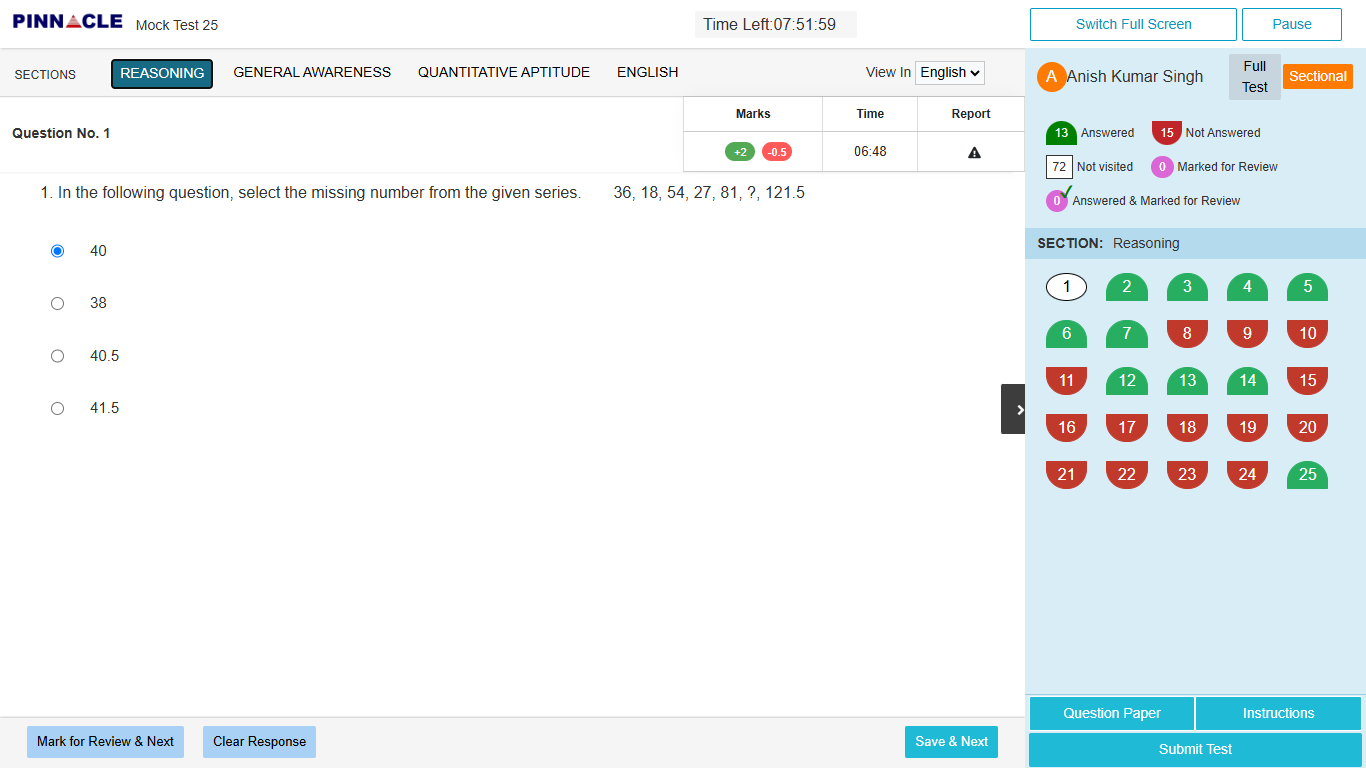 PINNACLE Mock Test 25
Time Left:07:51:59
Switch Full Screen
Pause
SECTIONS
REASONING
GENERAL AWARENESS
QUANTITATIVE APTITUDE
ENGLISH
View In English
A Anish Kumar Singh
Full Test
Sectional
Question No. 1
Marks
Time
Report
+2
-0.5
06:48
13 Answered
15 Not Answered
72 Not visited
0 Marked for Review
0 Answered & Marked for Review
1. In the following question, select the missing number from the given series. 36, 18, 54, 27, 81, ?, 121.5
40
38
40.5
41.5
SECTION: Reasoning
1 2 3 4 5
6 7 8 9 10
11 12 13 14 15
16 17 18 19 20
21 22 23 24 25
Mark for Review & Next
Clear Response
Save & Next
Question Paper
Instructions
Submit Test